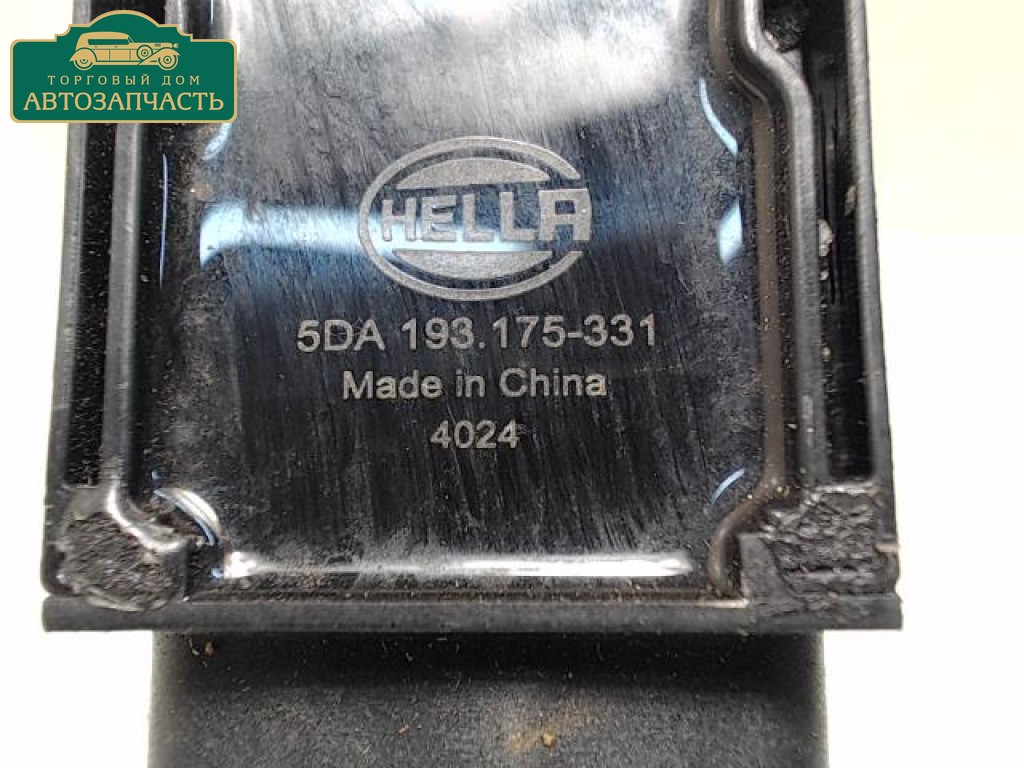 ТОРГОВЫЙ ДОМ
АВТОЗАПЧАСТЬ
HELLA
5DA 193.175-331
Made in China
4024